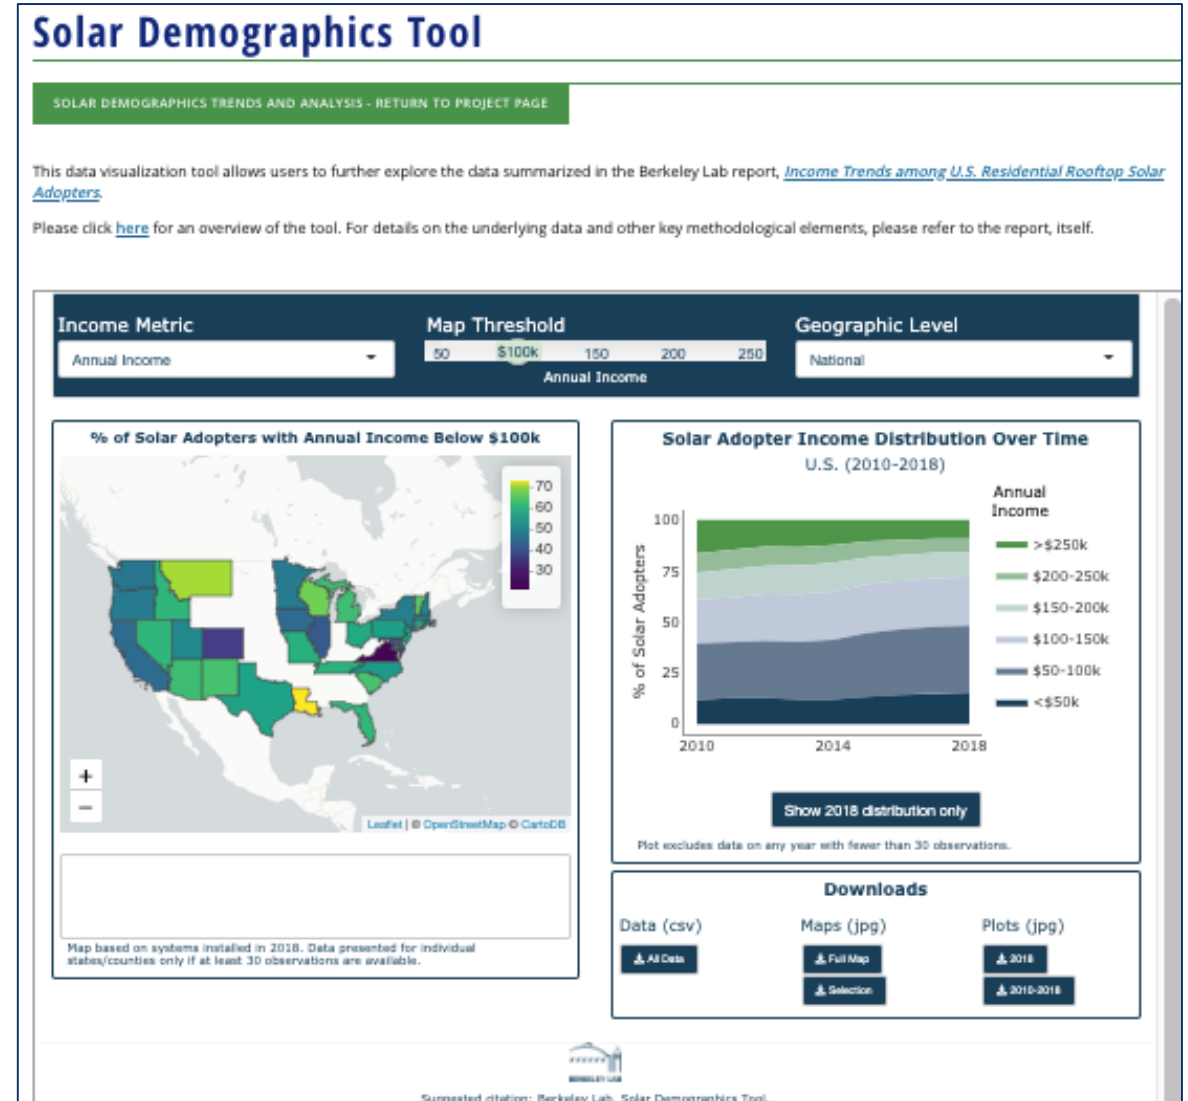 Solar Demographics Tool
SOLAR DEMOGRAPHICS TRENDS AND ANALYSIS - RETURN TO PROJECT PAGE
This data visualization tool allows users to further explore the data summarized in the Berkeley Lab report, Income Trends among U.S. Residential Rooftop Solar
Adopters.
Please click here for an overview of the tool. For details on the underlying data and other key methodological elements, please refer to the report, itself.
Income Metric
Annual Income
Map Threshold
50 $100k 150 200 250
Annual Income
Geographic Level
National
% of Solar Adopters with Annual Income Below $100k
70
60
50
40
30
+
−
Leaflet | © OpenStreetMap © CartoDB
Map based on systems installed in 2018. Data presented for individual
states/counties only if at least 30 observations are available.
Solar Adopter Income Distribution Over Time
U.S. (2010-2018)
% of Solar Adopters
100
75
50
25
0
2010 2014 2018
Annual
Income
>$250k
$200-250k
$150-200k
$100-150k
$50-100k
<$50k
Show 2018 distribution only
Plot excludes data on any year with fewer than 30 observations.
Downloads
Data (csv)
All Data
Maps (jpg)
Full Map
Selection
Plots (jpg)
2018
2010-2018
BERKELEY LAB
Suggested citation: Berkeley Lab. Solar Demographics Tool.